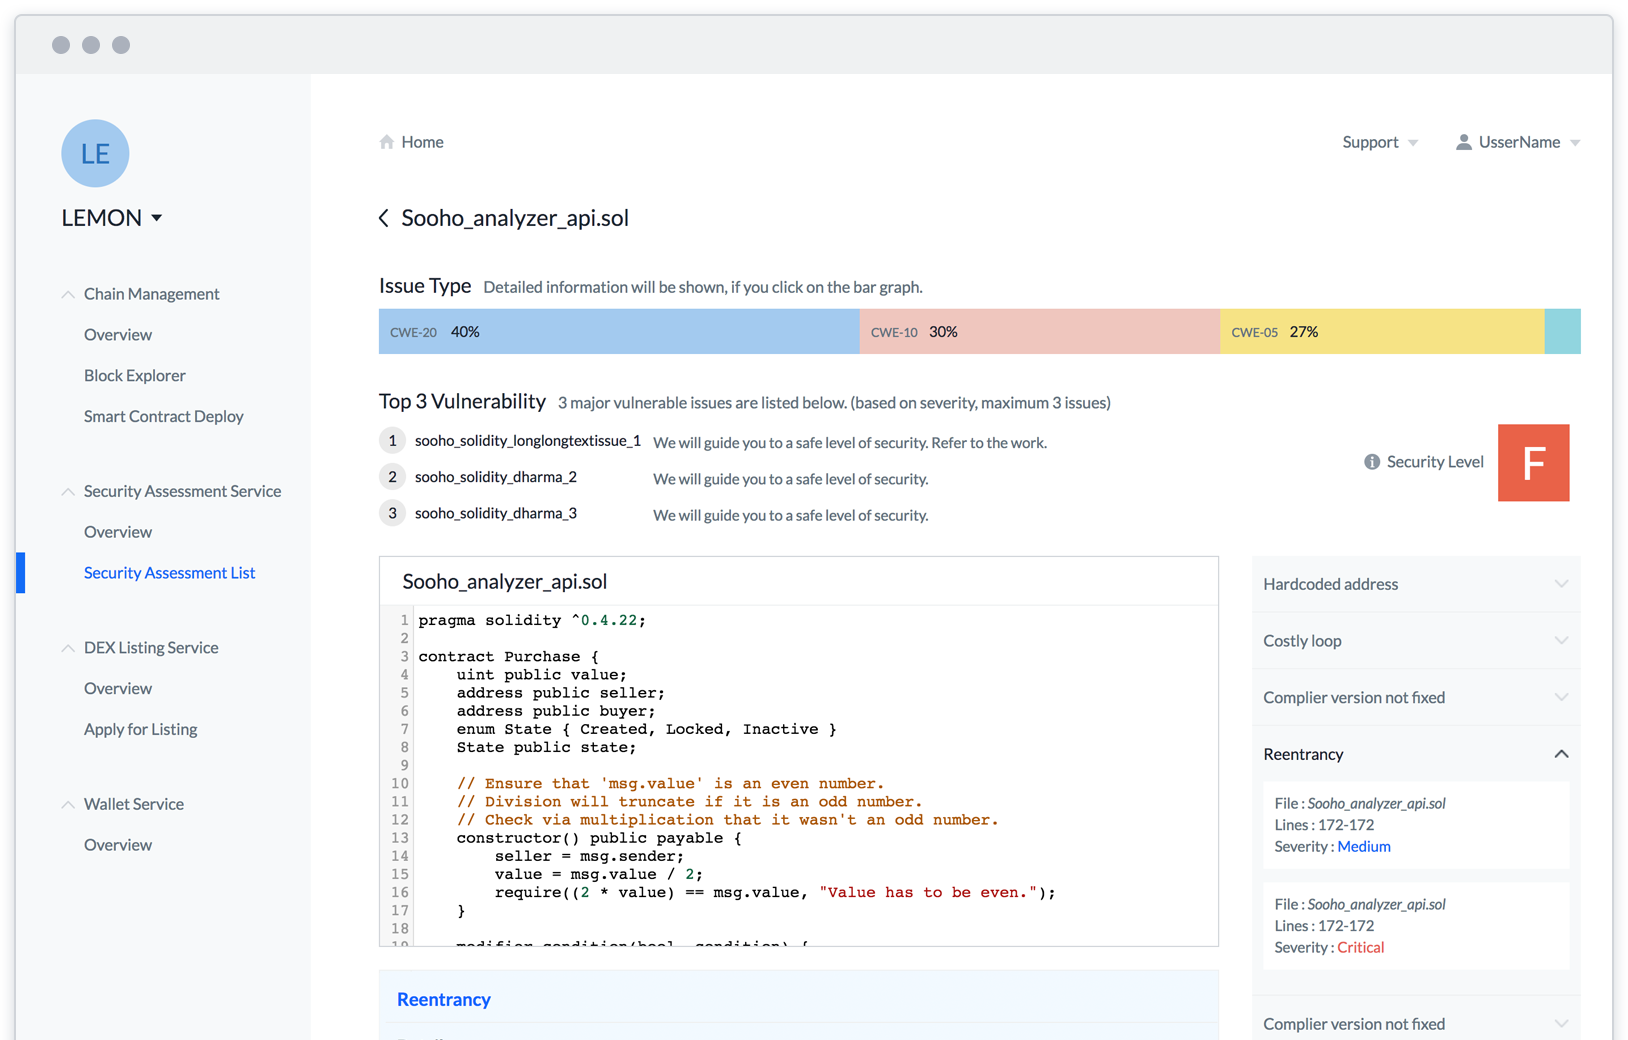 LE
LEMON
Chain Management
Overview
Block Explorer
Smart Contract Deploy
Security Assessment Service
Overview
Security Assessment List
DEX Listing Service
Overview
Apply for Listing
Wallet Service
Overview
Home
Support
UsserName
Sooho_analyzer_api.sol
Issue Type Detailed information will be shown, if you click on the bar graph.
CWE-20 40% CWE-10 30% CWE-05 27%
Top 3 Vulnerability 3 major vulnerable issues are listed below. (based on severity, maximum 3 issues)
1 sooho_solidity_longlongtextissue_1 We will guide you to a safe level of security. Refer to the work.
2 sooho_solidity_dharma_2 We will guide you to a safe level of security.
3 sooho_solidity_dharma_3 We will guide you to a safe level of security.
Security Level F
Sooho_analyzer_api.sol
1 pragma solidity ^0.4.22;
2
3 contract Purchase {
4     uint public value;
5     address public seller;
6     address public buyer;
7     enum State { Created, Locked, Inactive }
8     State public state;
9
10     // Ensure that 'msg.value' is an even number.
11     // Division will truncate if it is an odd number.
12     // Check via multiplication that it wasn't an odd number.
13     constructor() public payable {
14         seller = msg.sender;
15         value = msg.value / 2;
16         require((2 * value) == msg.value, "Value has to be even.");
17     }
18
19     modifier condition(bool _condition) {
Reentrancy
Hardcoded address
Costly loop
Complier version not fixed
Reentrancy
File : Sooho_analyzer_api.sol
Lines : 172-172
Severity : Medium
File : Sooho_analyzer_api.sol
Lines : 172-172
Severity : Critical
Complier version not fixed